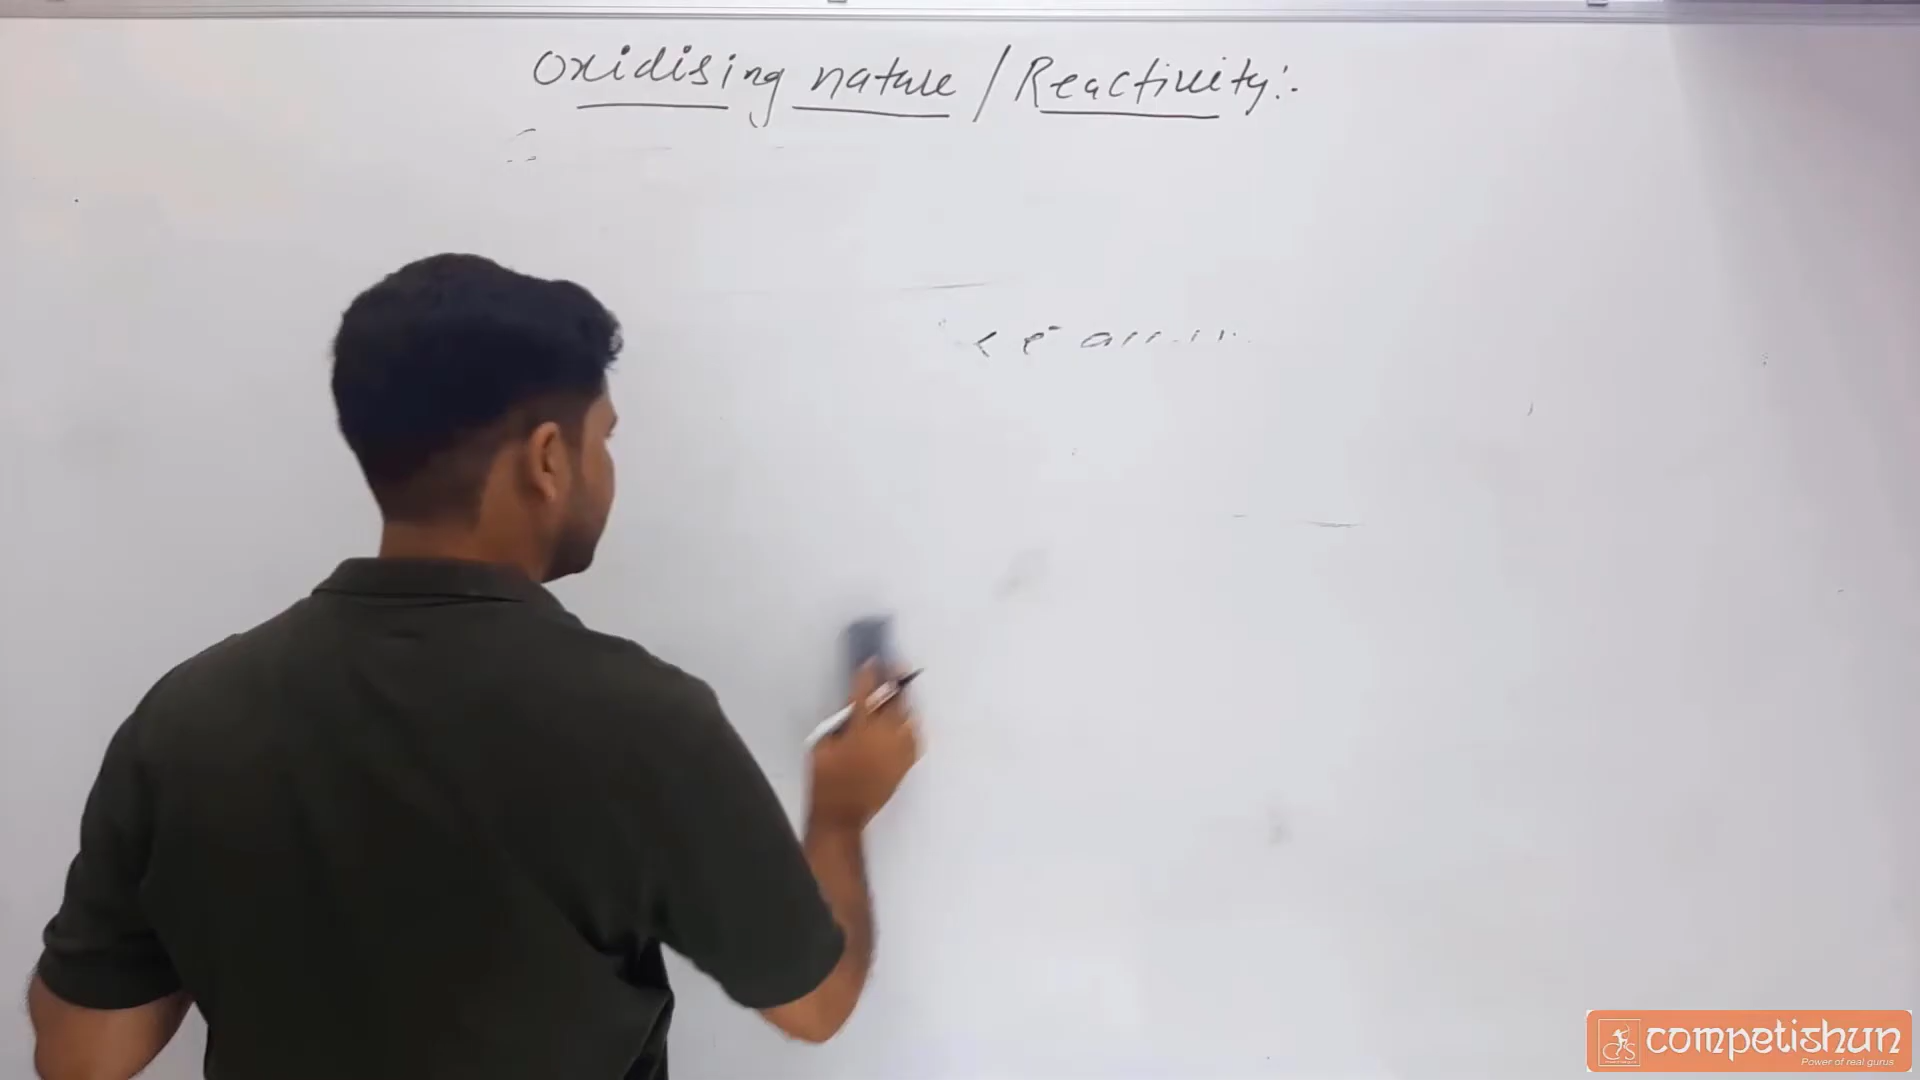 Oxidising nature / Reactivity:-
< e-
competishun
Power of real gurus